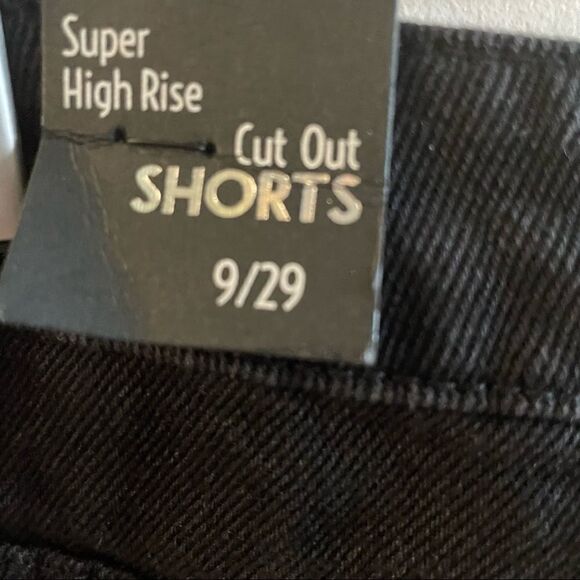 Super
High Rise
Cut Out
SHORTS
9/29